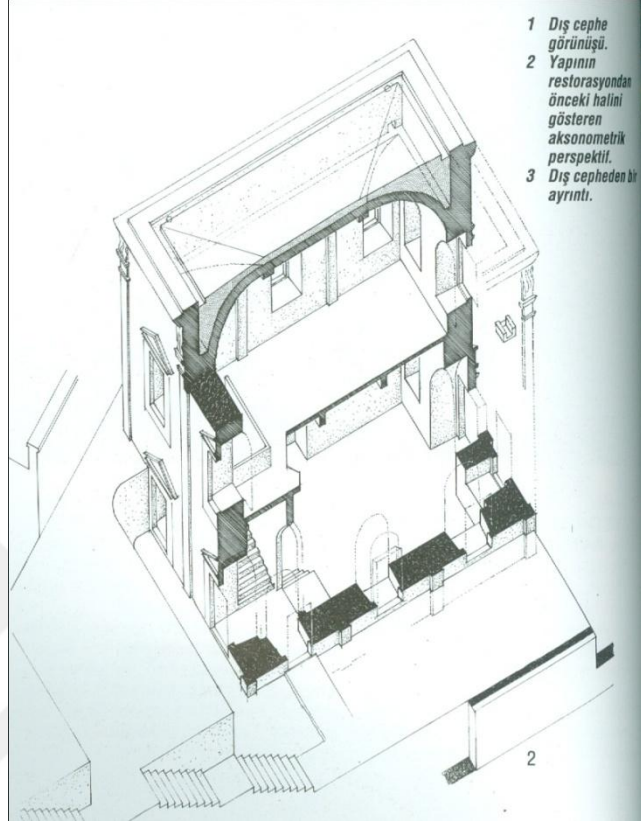 1 Dış cephe
görünüşü.
2 Yapının
restorasyondan
önceki halini
gösteren
aksonometrik
perspektif.
3 Dış cepheden bir
ayrıntı.
2